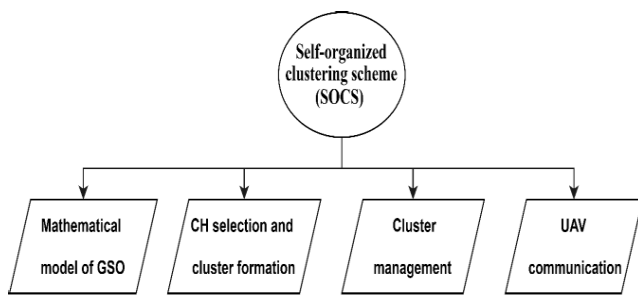 Self-organized
clustering scheme
(SOCS)
Mathematical
model of GSO
CH selection and
cluster formation
Cluster
management
UAV
communication